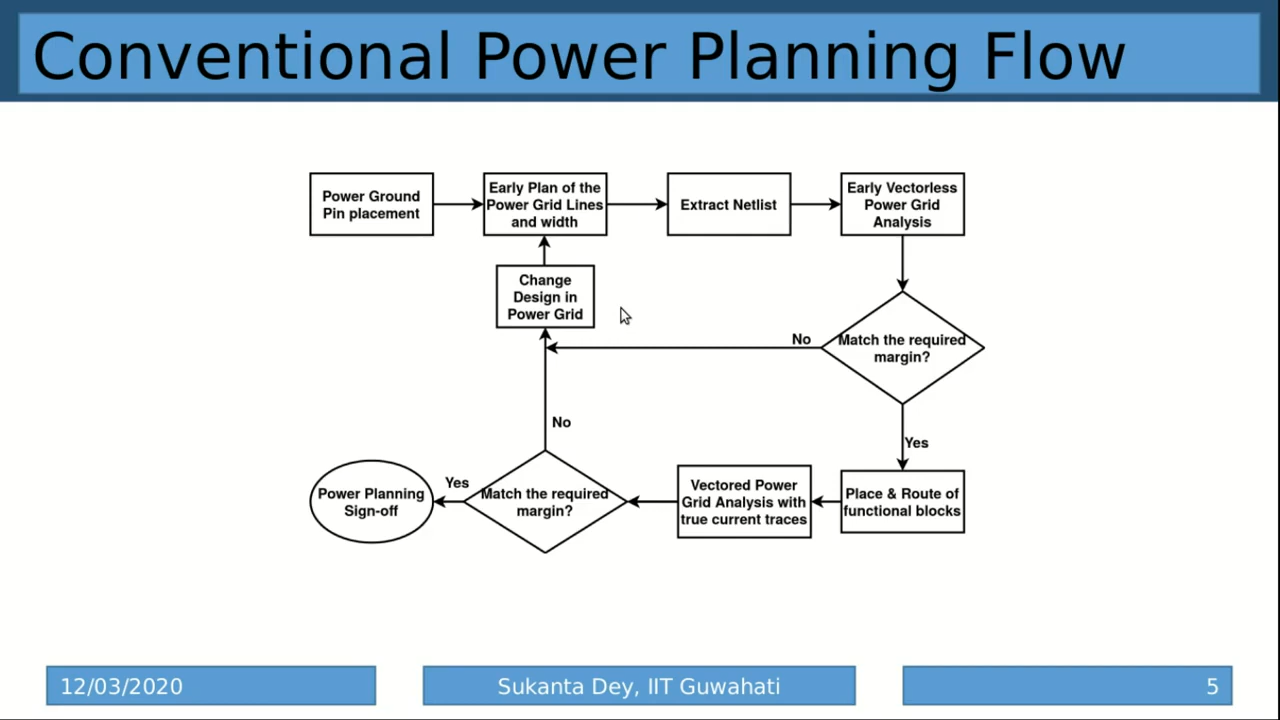 Conventional Power Planning Flow
Power Ground
Pin placement
Early Plan of the
Power Grid Lines
and width
Extract Netlist
Early Vectorless
Power Grid
Analysis
Change
Design in
Power Grid
No
Match the required
margin?
No
Yes
Power Planning
Sign-off
Yes
Match the required
margin?
Vectored Power
Grid Analysis with
true current traces
Place & Route of
functional blocks
12/03/2020
Sukanta Dey, IIT Guwahati
5